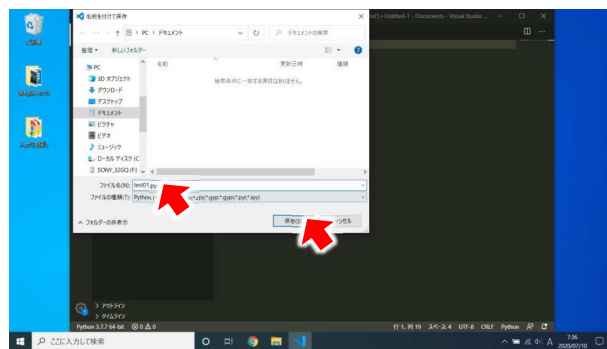 名前を付けて保存
Untitled-1 - Documents - Visual Studio ...
PC › ドキュメント
ドキュメントの検索
整理 新しいフォルダー
名前 更新日時 種類
検索条件に一致する項目はありません。
PC
3D オブジェクト
ダウンロード
デスクトップ
ドキュメント
ピクチャ
ビデオ
ミュージック
ローカル ディスク (C
SONY_32GQ (F:)
ファイル名(N): test01.py
ファイルの種類(T): Python
フォルダーの非表示
保存(S)
アウトライン
タイムライン
Python 3.7.7 64-bit 0 0
行 1、列 19 スペース: 4 UTF-8 CRLF Python
ここに入力して検索
A 7:36
2020/07/10